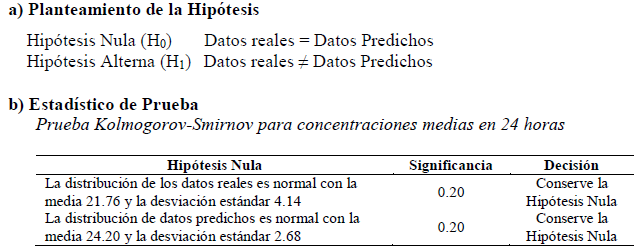 a) Planteamiento de la Hipótesis
Hipótesis Nula (H0) Datos reales = Datos Predichos
Hipótesis Alterna (H1) Datos reales ≠ Datos Predichos
b) Estadístico de Prueba
Prueba Kolmogorov-Smirnov para concentraciones medias en 24 horas
Hipótesis Nula Significancia Decisión
La distribución de los datos reales es normal con la media 21.76 y la desviación estándar 4.14 0.20 Conserve la Hipótesis Nula
La distribución de datos predichos es normal con la media 24.20 y la desviación estándar 2.68 0.20 Conserve la Hipótesis Nula